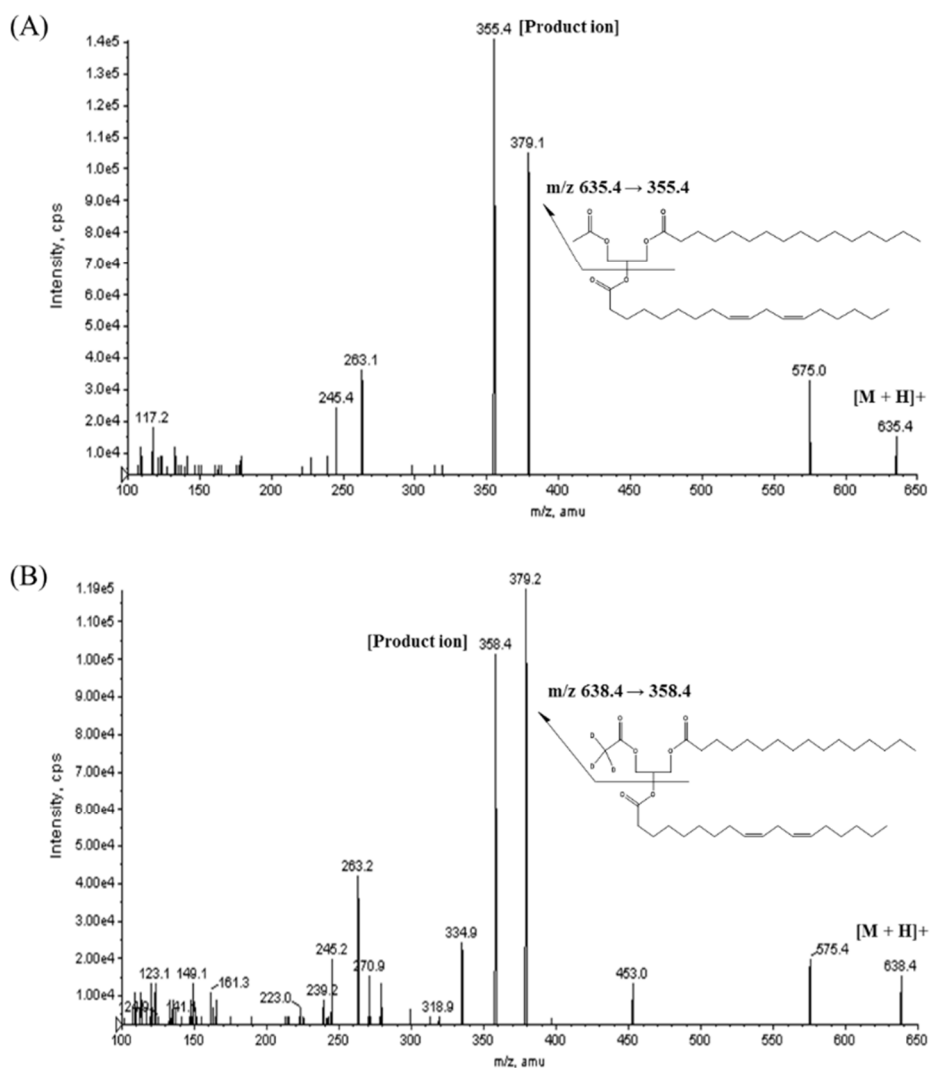 (A)
355.4 [Product ion]
1.4e5
1.3e5
1.2e5
1.1e5
1.0e5
9.0e4
8.0e4
7.0e4
6.0e4
5.0e4
4.0e4
3.0e4
2.0e4
1.0e4
Intensity, cps
379.1
m/z 635.4 → 355.4
O
O
O
O
O
O
263.1
245.4
117.2
575.0
[M + H]+
635.4
100 150 200 250 300 350 400 450 500 550 600 650
m/z, amu
(B)
379.2
1.19e5
1.10e5
1.00e5
9.00e4
8.00e4
7.00e4
6.00e4
5.00e4
4.00e4
3.00e4
2.00e4
1.00e4
Intensity, cps
[Product ion] 358.4
m/z 638.4 → 358.4
O
O
D
O
O
D
D
O
O
263.2
334.9
245.2
270.9
123.1 149.1
161.3
223.0
239.2
318.9
453.0
575.4
[M + H]+
638.4
100 150 200 250 300 350 400 450 500 550 600 650
m/z, amu